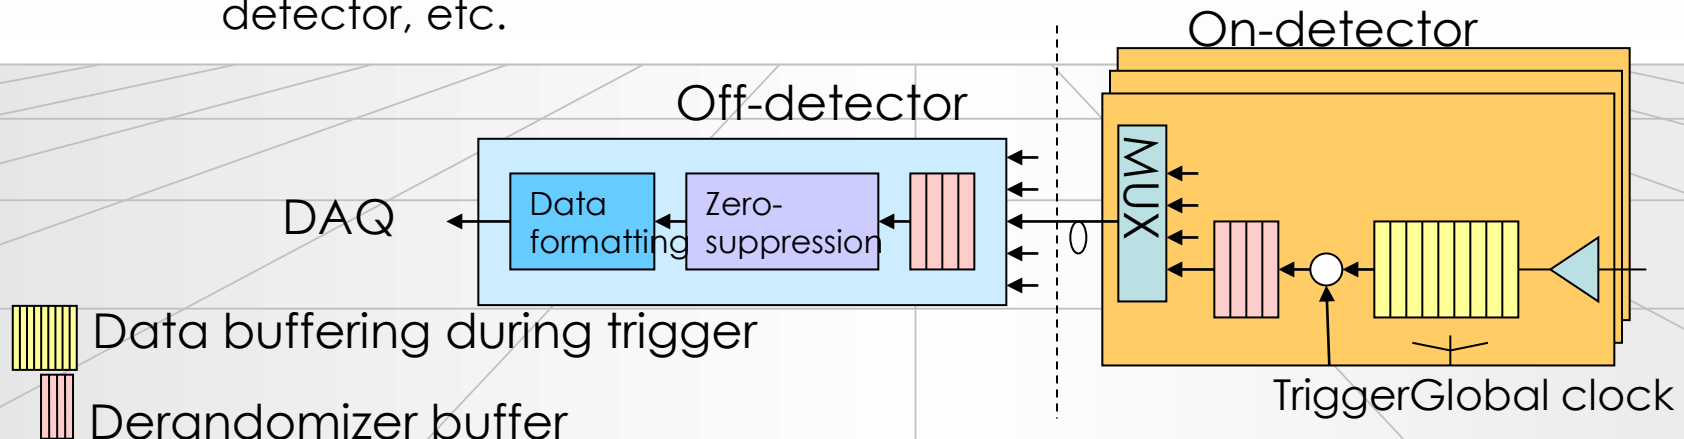 detector, etc.
On-detector
Off-detector
MUX
Data
formatting
Zero-
suppression
DAQ
Data buffering during trigger
TriggerGlobal clock
Derandomizer buffer